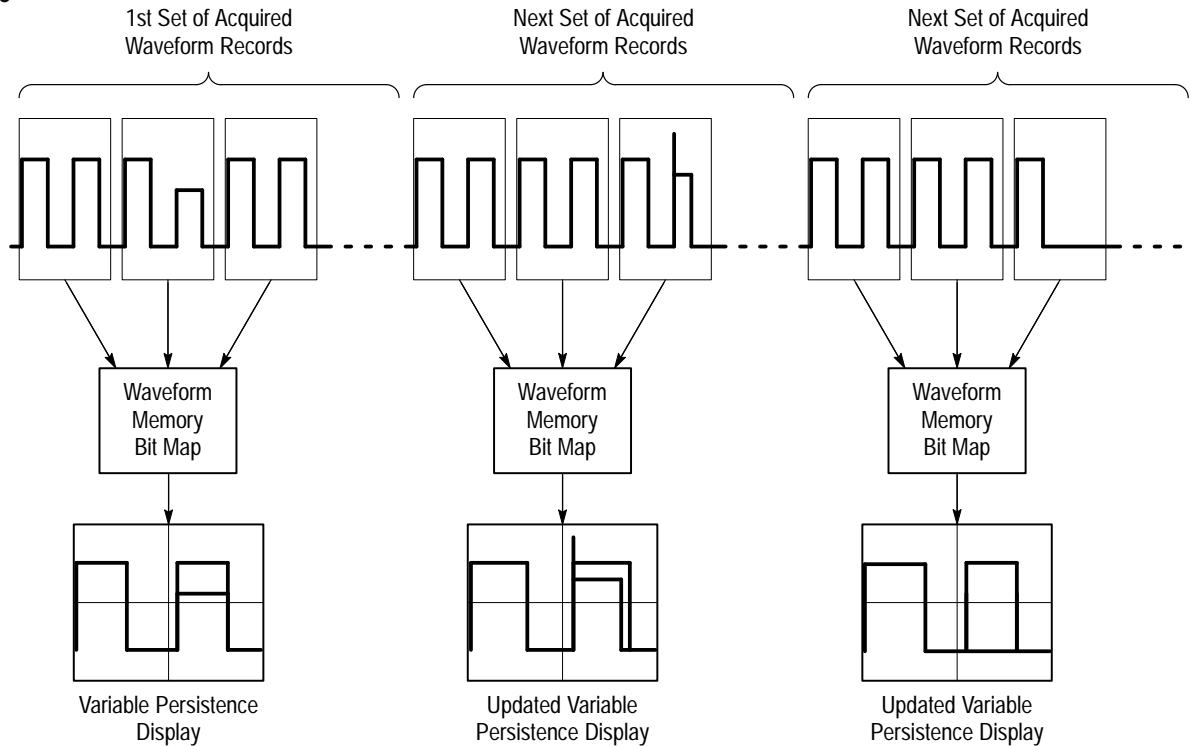 1st Set of Acquired
Waveform Records
Next Set of Acquired
Waveform Records
Next Set of Acquired
Waveform Records
Waveform
Memory
Bit Map
Waveform
Memory
Bit Map
Waveform
Memory
Bit Map
Variable Persistence
Display
Updated Variable
Persistence Display
Updated Variable
Persistence Display